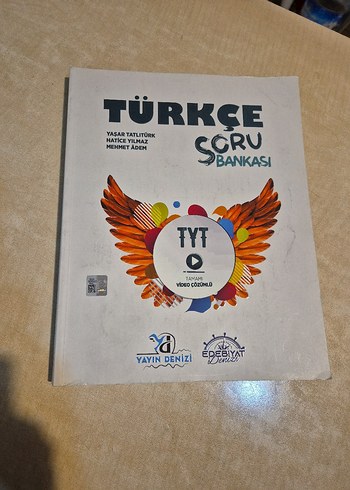 TÜRKÇE
YAŞAR TATLITÜRK
HATİCE YILMAZ
MEHMET ÂDEM
SORU
BANKASI
TYT
TAMAMI
VİDEO ÇÖZÜMLÜ
YAYIN DENİZİ
EDEBİYAT
Denizi